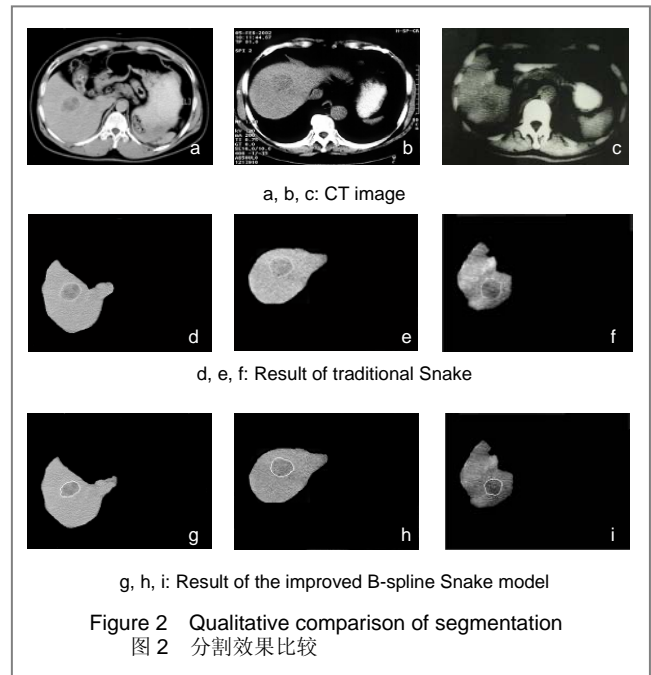 a
b
c
a, b, c: CT image
d
e
f
d, e, f: Result of traditional Snake
g
h
i
g, h, i: Result of the improved B-spline Snake model
Figure 2 Qualitative comparison of segmentation
图 2 分割效果比较